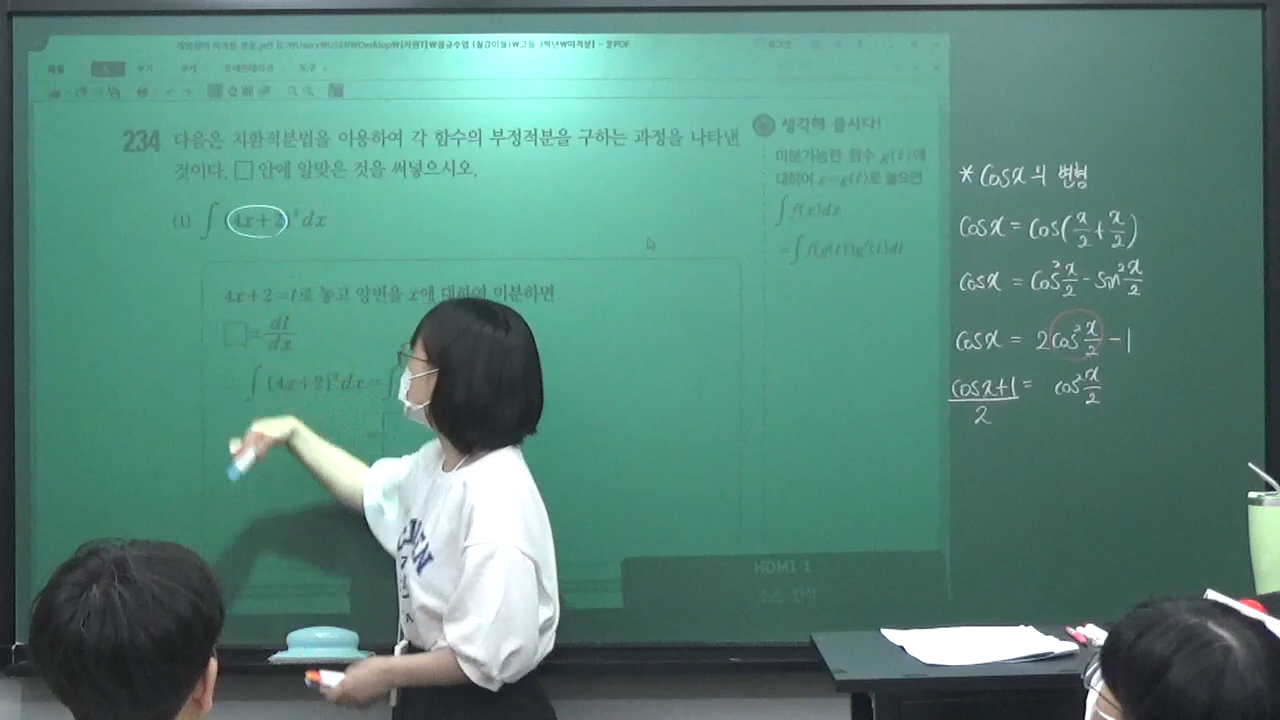 234 다음은 치환적분법을 이용하여 각 함수의 부정적분을 구하는 과정을 나타낸
것이다. □ 안에 알맞은 것을 써넣으시오.
(1) ∫ (4x+2)³dx
4x+2=t로 놓고 양변을 x에 대하여 미분하면
□ = dt/dx
∴ ∫ (4x+2)³dx = ∫
=
생각해 봅시다!
미분가능한 함수 g(t)에
대하여 x=g(t)로 놓으면
∫ f(x)dx
=∫ f(g(t))g'(t)dt
* cosx의 변형
cosx = cos(x/2 + x/2)
cosx = cos²x/2 - sin²x/2
cosx = 2cos²x/2 - 1
(cosx+1)/2 = cos²x/2
HDMI 1